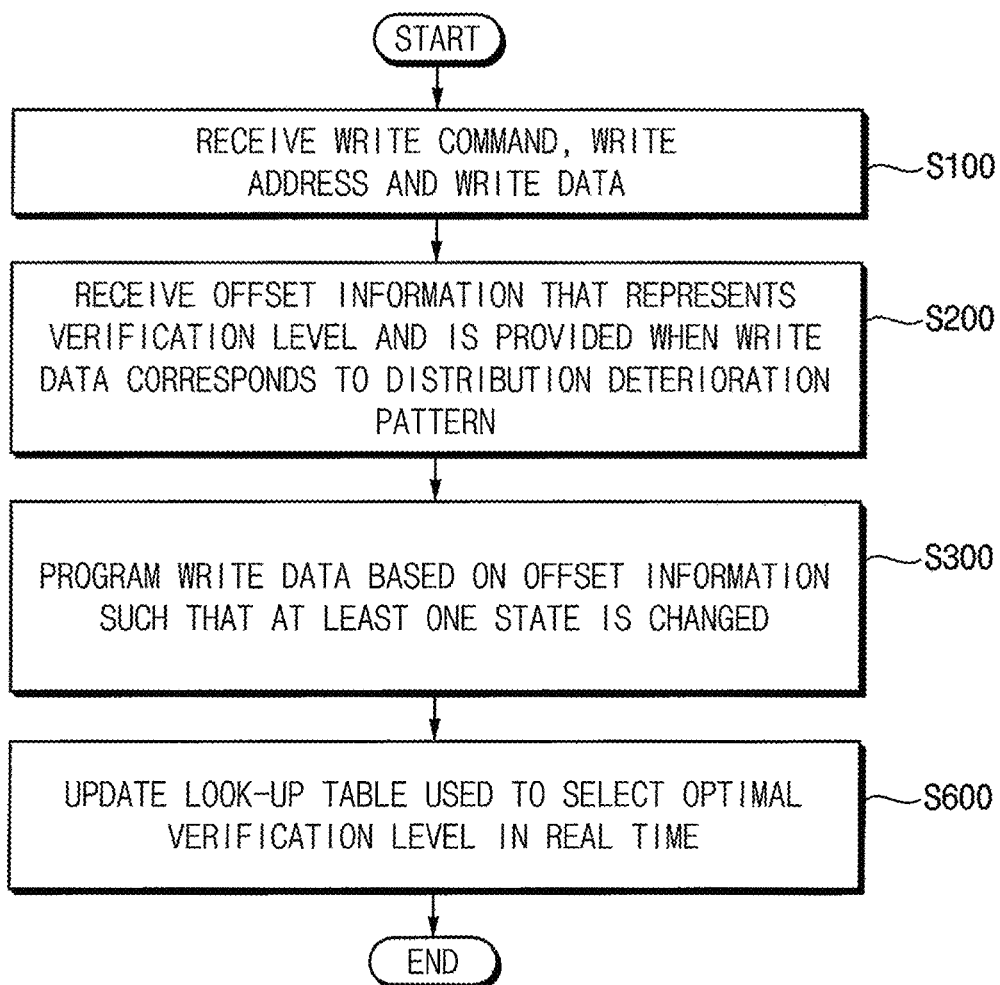 START
RECEIVE WRITE COMMAND, WRITE
ADDRESS AND WRITE DATA
S100
RECEIVE OFFSET INFORMATION THAT REPRESENTS
VERIFICATION LEVEL AND IS PROVIDED WHEN WRITE
DATA CORRESPONDS TO DISTRIBUTION DETERIORATION
PATTERN
S200
PROGRAM WRITE DATA BASED ON OFFSET INFORMATION
SUCH THAT AT LEAST ONE STATE IS CHANGED
S300
UPDATE LOOK-UP TABLE USED TO SELECT OPTIMAL
VERIFICATION LEVEL IN REAL TIME
S600
END